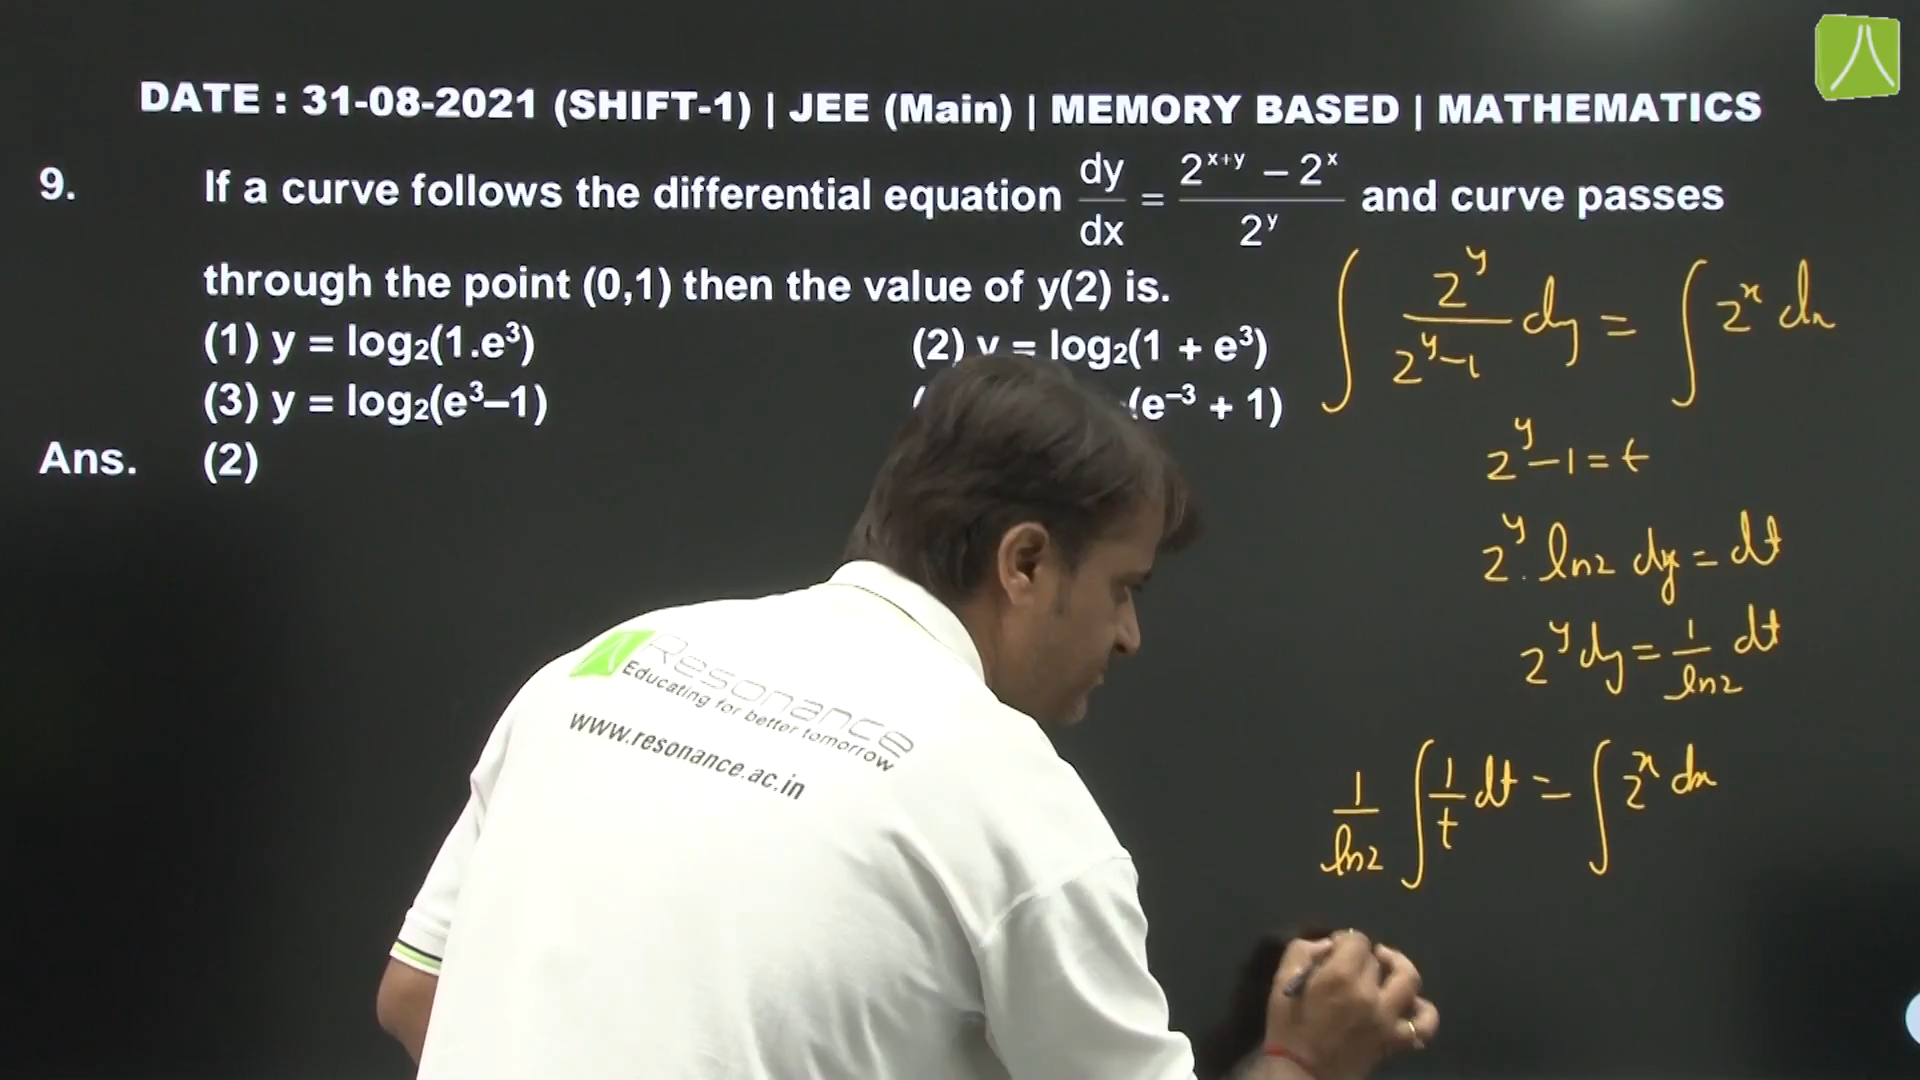 DATE : 31-08-2021 (SHIFT-1) | JEE (Main) | MEMORY BASED | MATHEMATICS
9. If a curve follows the differential equation dy/dx = (2^(x+y) – 2^x)/2^y and curve passes
through the point (0,1) then the value of y(2) is.
(1) y = log₂(1.e³) (2) y = log₂(1 + e³)
(3) y = log₂(e³–1) (e⁻³ + 1)
Ans. (2)
∫ 2^y/(2^y–1) dy = ∫ 2^x dx
2^y – 1 = t
2^y . ln2 dy = dt
2^y dy = 1/ln2 dt
1/ln2 ∫ 1/t dt = ∫ 2^x dx
Resonance
Educating for better tomorrow
www.resonance.ac.in